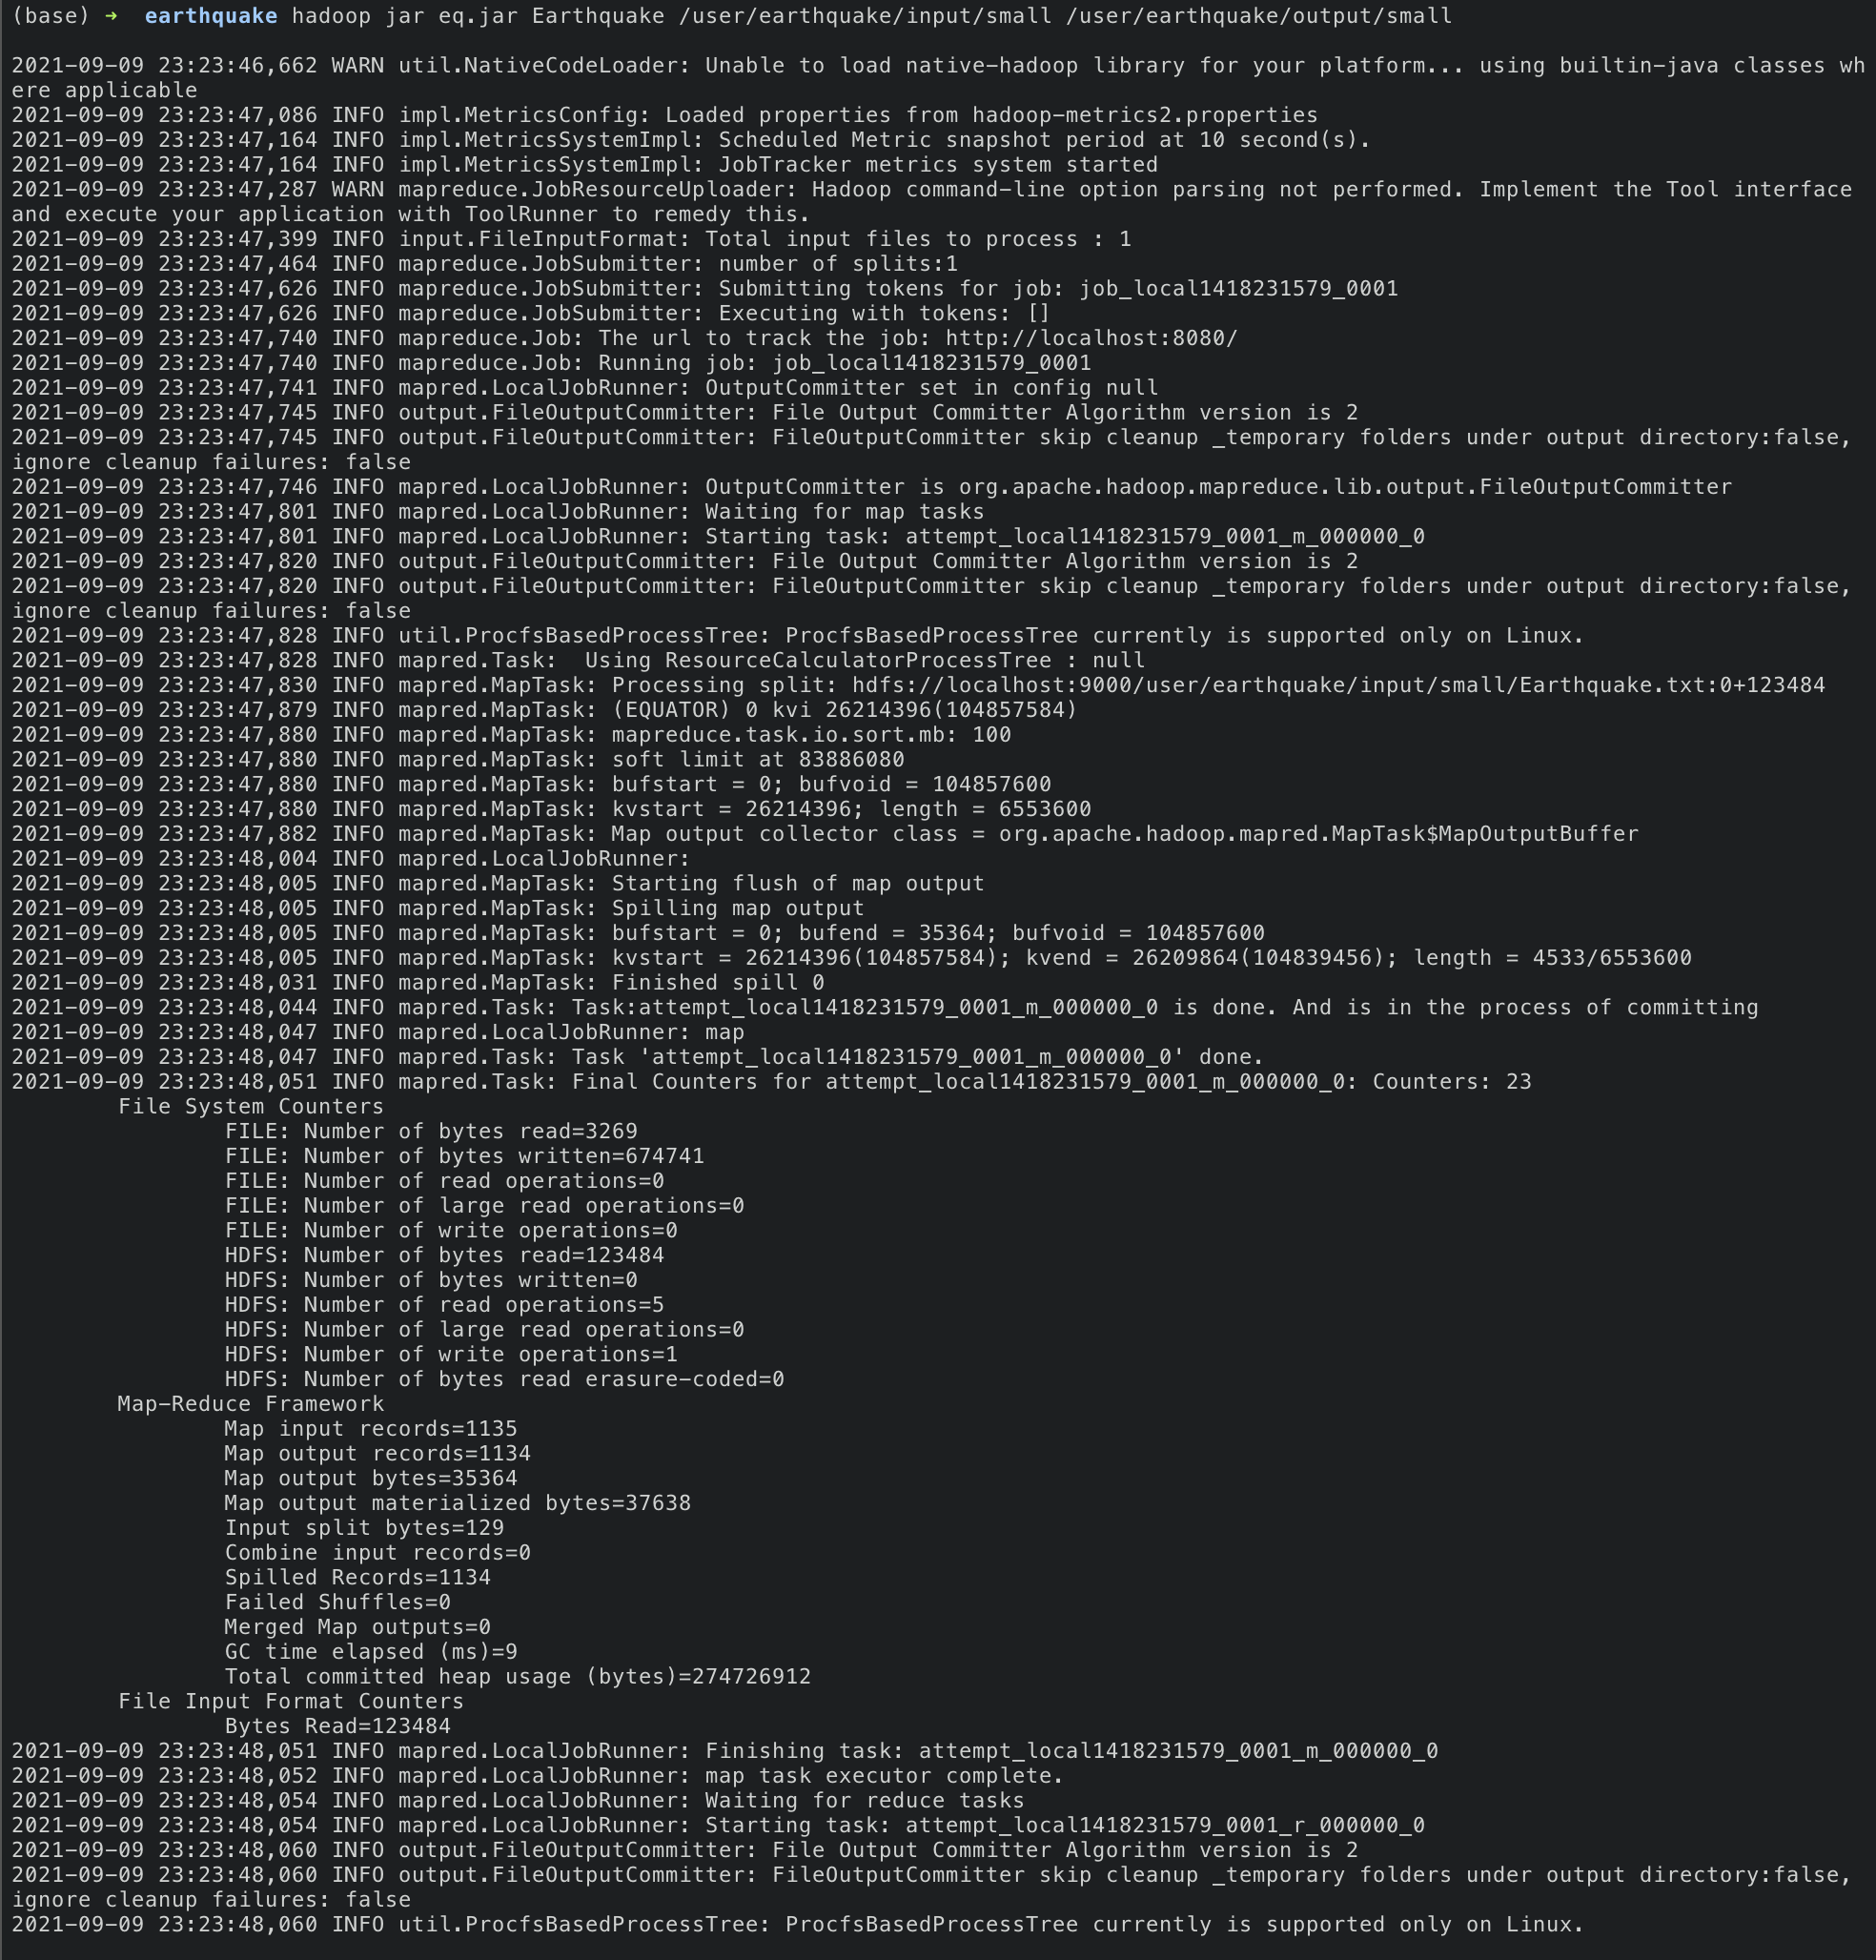 (base) ➜  earthquake hadoop jar eq.jar Earthquake /user/earthquake/input/small /user/earthquake/output/small
2021-09-09 23:23:46,662 WARN util.NativeCodeLoader: Unable to load native-hadoop library for your platform... using builtin-java classes wh
ere applicable
2021-09-09 23:23:47,086 INFO impl.MetricsConfig: Loaded properties from hadoop-metrics2.properties
2021-09-09 23:23:47,164 INFO impl.MetricsSystemImpl: Scheduled Metric snapshot period at 10 second(s).
2021-09-09 23:23:47,164 INFO impl.MetricsSystemImpl: JobTracker metrics system started
2021-09-09 23:23:47,287 WARN mapreduce.JobResourceUploader: Hadoop command-line option parsing not performed. Implement the Tool interface
and execute your application with ToolRunner to remedy this.
2021-09-09 23:23:47,399 INFO input.FileInputFormat: Total input files to process : 1
2021-09-09 23:23:47,464 INFO mapreduce.JobSubmitter: number of splits:1
2021-09-09 23:23:47,626 INFO mapreduce.JobSubmitter: Submitting tokens for job: job_local1418231579_0001
2021-09-09 23:23:47,626 INFO mapreduce.JobSubmitter: Executing with tokens: []
2021-09-09 23:23:47,740 INFO mapreduce.Job: The url to track the job: http://localhost:8080/
2021-09-09 23:23:47,740 INFO mapreduce.Job: Running job: job_local1418231579_0001
2021-09-09 23:23:47,741 INFO mapred.LocalJobRunner: OutputCommitter set in config null
2021-09-09 23:23:47,745 INFO output.FileOutputCommitter: File Output Committer Algorithm version is 2
2021-09-09 23:23:47,745 INFO output.FileOutputCommitter: FileOutputCommitter skip cleanup _temporary folders under output directory:false,
ignore cleanup failures: false
2021-09-09 23:23:47,746 INFO mapred.LocalJobRunner: OutputCommitter is org.apache.hadoop.mapreduce.lib.output.FileOutputCommitter
2021-09-09 23:23:47,801 INFO mapred.LocalJobRunner: Waiting for map tasks
2021-09-09 23:23:47,801 INFO mapred.LocalJobRunner: Starting task: attempt_local1418231579_0001_m_000000_0
2021-09-09 23:23:47,820 INFO output.FileOutputCommitter: File Output Committer Algorithm version is 2
2021-09-09 23:23:47,820 INFO output.FileOutputCommitter: FileOutputCommitter skip cleanup _temporary folders under output directory:false,
ignore cleanup failures: false
2021-09-09 23:23:47,828 INFO util.ProcfsBasedProcessTree: ProcfsBasedProcessTree currently is supported only on Linux.
2021-09-09 23:23:47,828 INFO mapred.Task:  Using ResourceCalculatorProcessTree : null
2021-09-09 23:23:47,830 INFO mapred.MapTask: Processing split: hdfs://localhost:9000/user/earthquake/input/small/Earthquake.txt:0+123484
2021-09-09 23:23:47,879 INFO mapred.MapTask: (EQUATOR) 0 kvi 26214396(104857584)
2021-09-09 23:23:47,880 INFO mapred.MapTask: mapreduce.task.io.sort.mb: 100
2021-09-09 23:23:47,880 INFO mapred.MapTask: soft limit at 83886080
2021-09-09 23:23:47,880 INFO mapred.MapTask: bufstart = 0; bufvoid = 104857600
2021-09-09 23:23:47,880 INFO mapred.MapTask: kvstart = 26214396; length = 6553600
2021-09-09 23:23:47,882 INFO mapred.MapTask: Map output collector class = org.apache.hadoop.mapred.MapTask$MapOutputBuffer
2021-09-09 23:23:48,004 INFO mapred.LocalJobRunner:
2021-09-09 23:23:48,005 INFO mapred.MapTask: Starting flush of map output
2021-09-09 23:23:48,005 INFO mapred.MapTask: Spilling map output
2021-09-09 23:23:48,005 INFO mapred.MapTask: bufstart = 0; bufend = 35364; bufvoid = 104857600
2021-09-09 23:23:48,005 INFO mapred.MapTask: kvstart = 26214396(104857584); kvend = 26209864(104839456); length = 4533/6553600
2021-09-09 23:23:48,031 INFO mapred.MapTask: Finished spill 0
2021-09-09 23:23:48,044 INFO mapred.Task: Task:attempt_local1418231579_0001_m_000000_0 is done. And is in the process of committing
2021-09-09 23:23:48,047 INFO mapred.LocalJobRunner: map
2021-09-09 23:23:48,047 INFO mapred.Task: Task 'attempt_local1418231579_0001_m_000000_0' done.
2021-09-09 23:23:48,051 INFO mapred.Task: Final Counters for attempt_local1418231579_0001_m_000000_0: Counters: 23
File System Counters
FILE: Number of bytes read=3269
FILE: Number of bytes written=674741
FILE: Number of read operations=0
FILE: Number of large read operations=0
FILE: Number of write operations=0
HDFS: Number of bytes read=123484
HDFS: Number of bytes written=0
HDFS: Number of read operations=5
HDFS: Number of large read operations=0
HDFS: Number of write operations=1
HDFS: Number of bytes read erasure-coded=0
Map-Reduce Framework
Map input records=1135
Map output records=1134
Map output bytes=35364
Map output materialized bytes=37638
Input split bytes=129
Combine input records=0
Spilled Records=1134
Failed Shuffles=0
Merged Map outputs=0
GC time elapsed (ms)=9
Total committed heap usage (bytes)=274726912
File Input Format Counters
Bytes Read=123484
2021-09-09 23:23:48,051 INFO mapred.LocalJobRunner: Finishing task: attempt_local1418231579_0001_m_000000_0
2021-09-09 23:23:48,052 INFO mapred.LocalJobRunner: map task executor complete.
2021-09-09 23:23:48,054 INFO mapred.LocalJobRunner: Waiting for reduce tasks
2021-09-09 23:23:48,054 INFO mapred.LocalJobRunner: Starting task: attempt_local1418231579_0001_r_000000_0
2021-09-09 23:23:48,060 INFO output.FileOutputCommitter: File Output Committer Algorithm version is 2
2021-09-09 23:23:48,060 INFO output.FileOutputCommitter: FileOutputCommitter skip cleanup _temporary folders under output directory:false,
ignore cleanup failures: false
2021-09-09 23:23:48,060 INFO util.ProcfsBasedProcessTree: ProcfsBasedProcessTree currently is supported only on Linux.